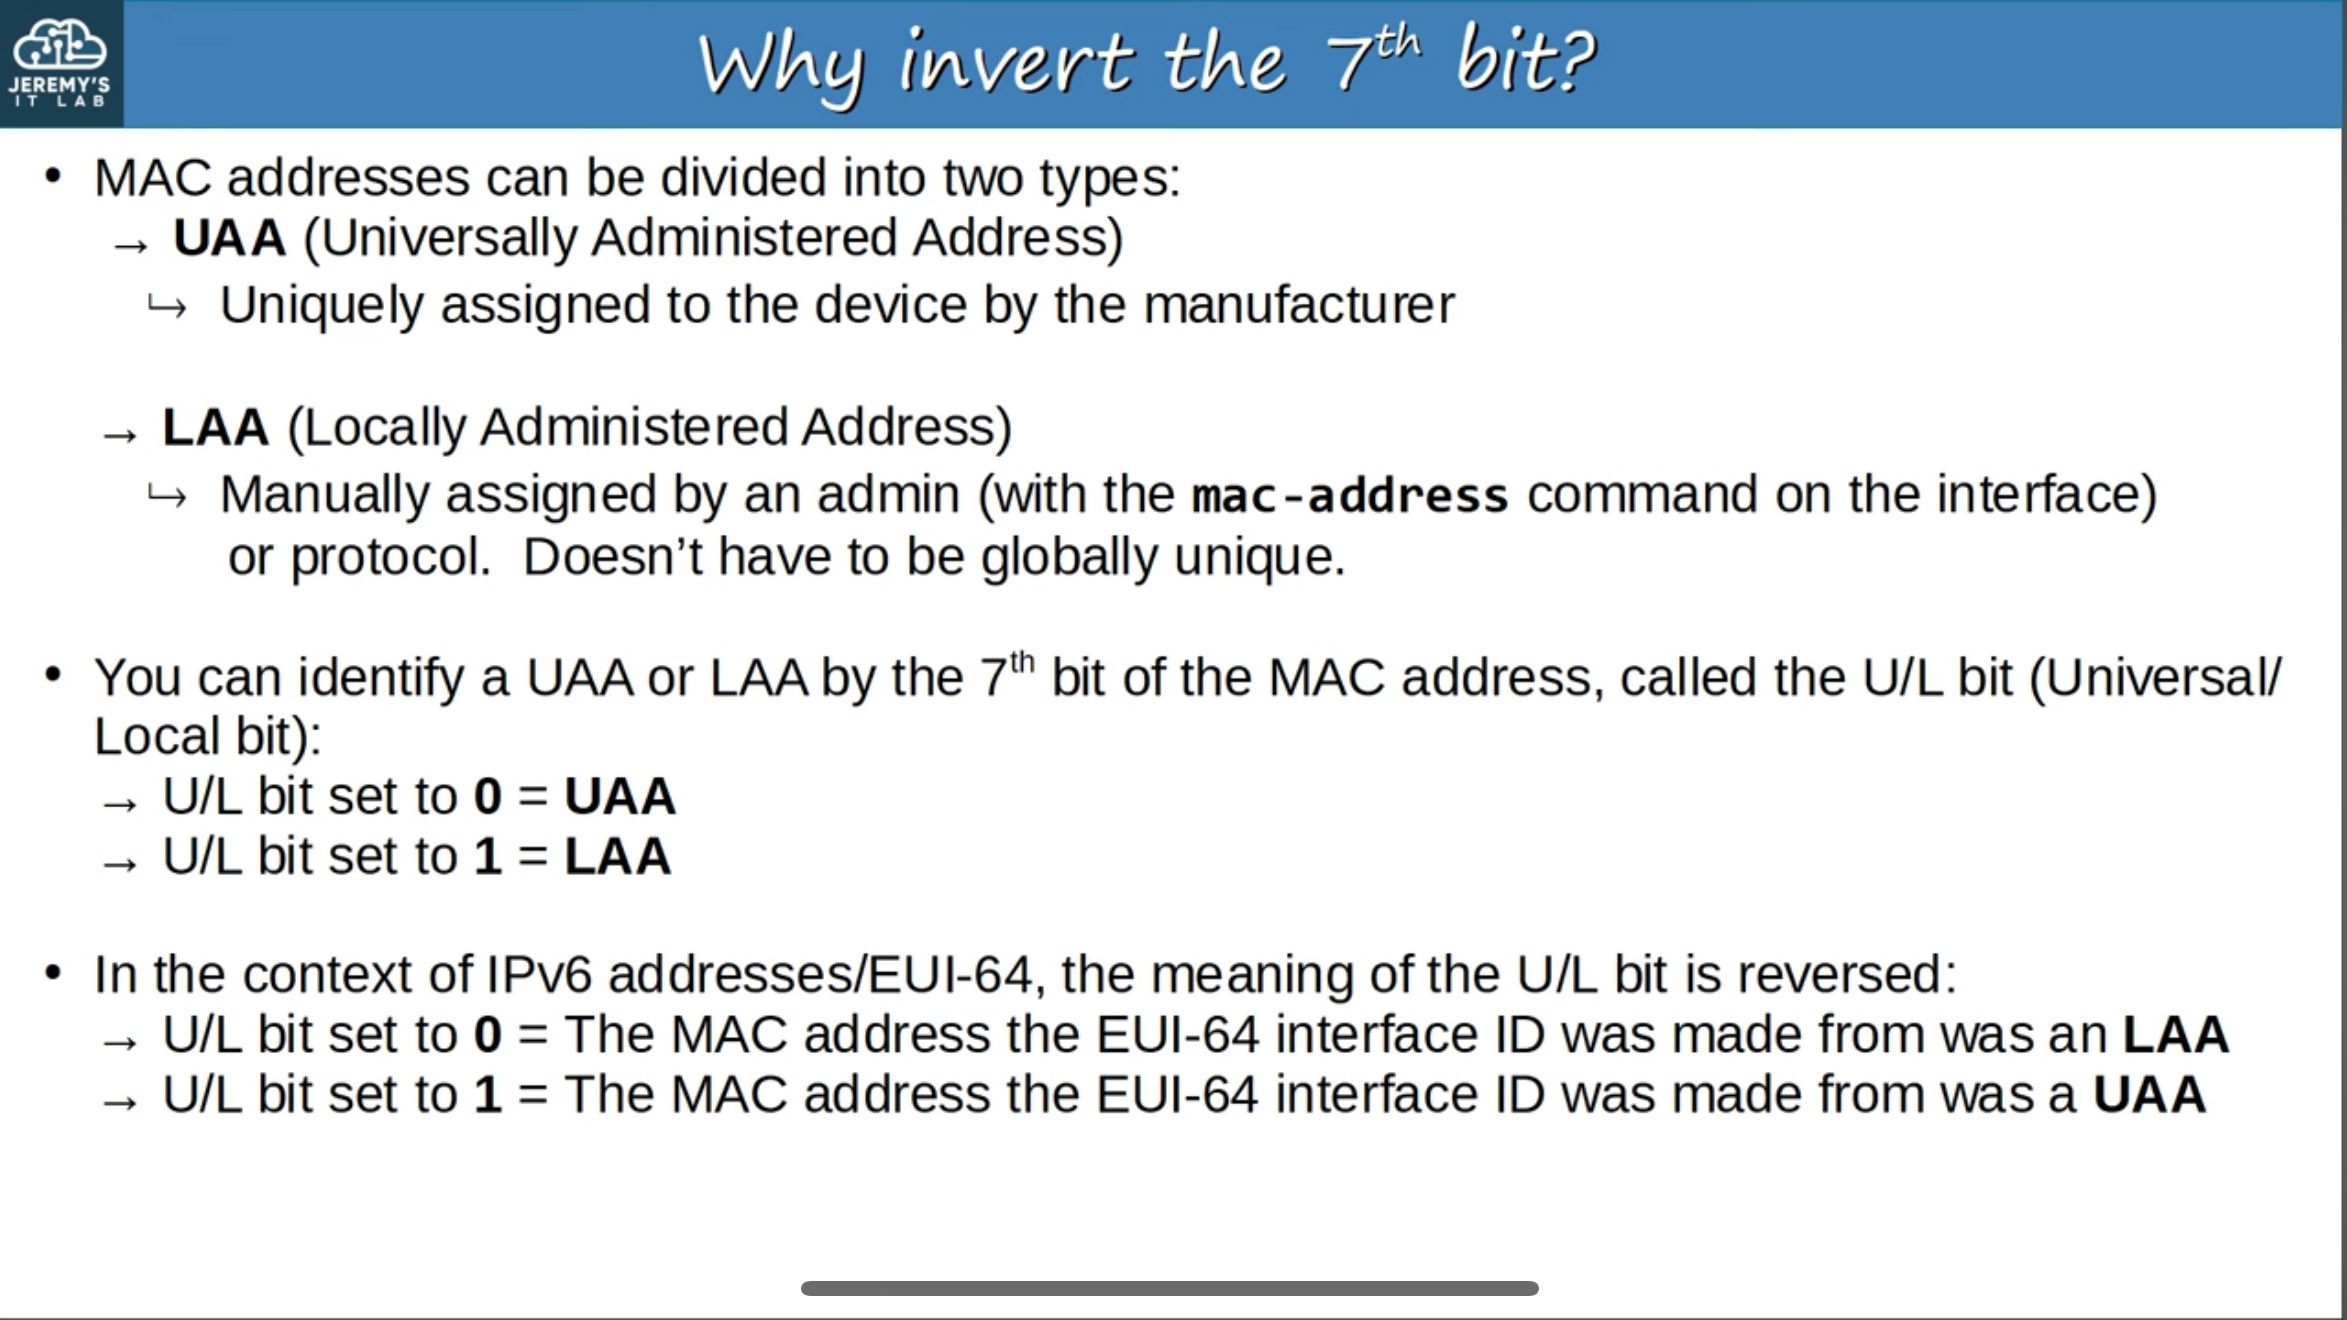 JEREMY'S
IT LAB
Why invert the 7th bit?
• MAC addresses can be divided into two types:
→ UAA (Universally Administered Address)
↪ Uniquely assigned to the device by the manufacturer
→ LAA (Locally Administered Address)
↪ Manually assigned by an admin (with the mac-address command on the interface)
or protocol.  Doesn’t have to be globally unique.
• You can identify a UAA or LAA by the 7th bit of the MAC address, called the U/L bit (Universal/
Local bit):
→ U/L bit set to 0 = UAA
→ U/L bit set to 1 = LAA
• In the context of IPv6 addresses/EUI-64, the meaning of the U/L bit is reversed:
→ U/L bit set to 0 = The MAC address the EUI-64 interface ID was made from was an LAA
→ U/L bit set to 1 = The MAC address the EUI-64 interface ID was made from was a UAA